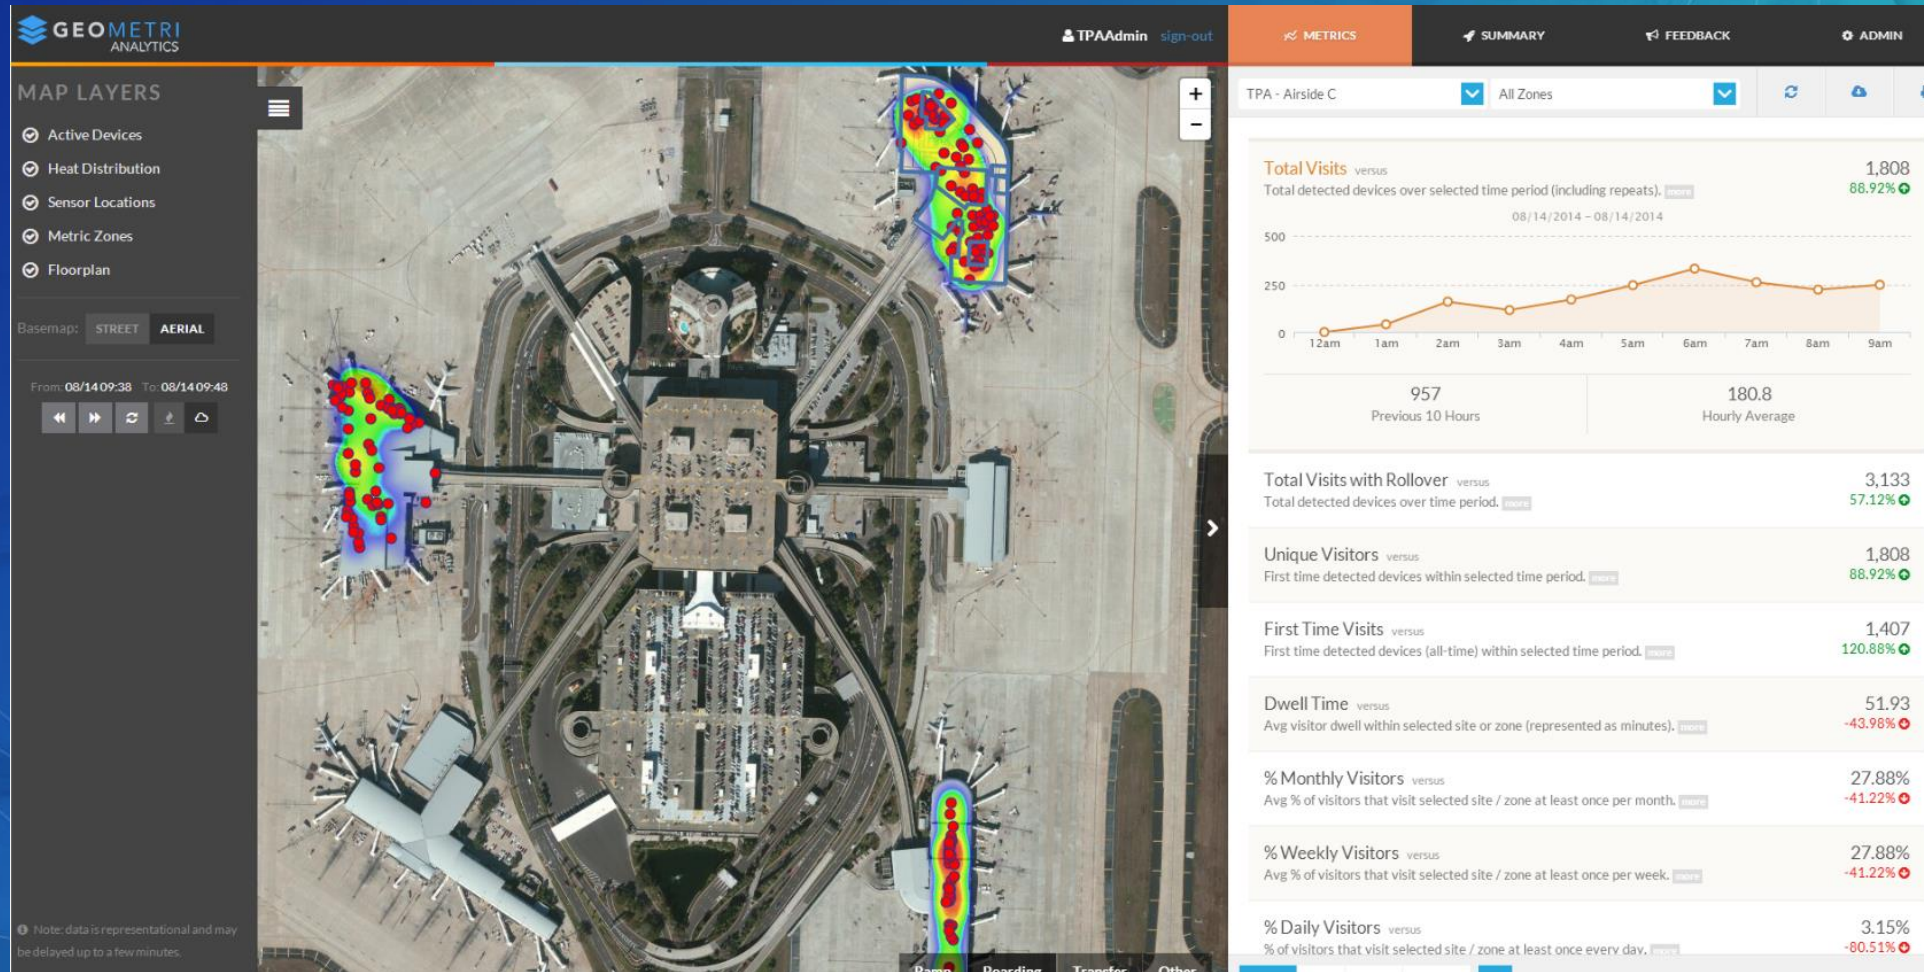 GEOMETRI
ANALYTICS
TPAAdmin sign-out
METRICS
SUMMARY
FEEDBACK
ADMIN
MAP LAYERS
Active Devices
Heat Distribution
Sensor Locations
Metric Zones
Floorplan
Basemap: STREET AERIAL
From: 08/14 09:38 To: 08/14 09:48
Note: data is representational and may
be delayed up to a few minutes.
+
−
Ramp Boarding Transfer Other
TPA - Airside C
All Zones
Total Visits versus 1,808
Total detected devices over selected time period (including repeats). more 88.92%
08/14/2014 – 08/14/2014
500
250
0
12am 1am 2am 3am 4am 5am 6am 7am 8am 9am
957 180.8
Previous 10 Hours Hourly Average
Total Visits with Rollover versus 3,133
Total detected devices over time period. more 57.12%
Unique Visitors versus 1,808
First time detected devices within selected time period. more 88.92%
First Time Visits versus 1,407
First time detected devices (all-time) within selected time period. more 120.88%
Dwell Time versus 51.93
Avg visitor dwell within selected site or zone (represented as minutes). more -43.98%
% Monthly Visitors versus 27.88%
Avg % of visitors that visit selected site / zone at least once per month. more -41.22%
% Weekly Visitors versus 27.88%
Avg % of visitors that visit selected site / zone at least once per week. more -41.22%
% Daily Visitors versus 3.15%
% of visitors that visit selected site / zone at least once every day. more -80.51%